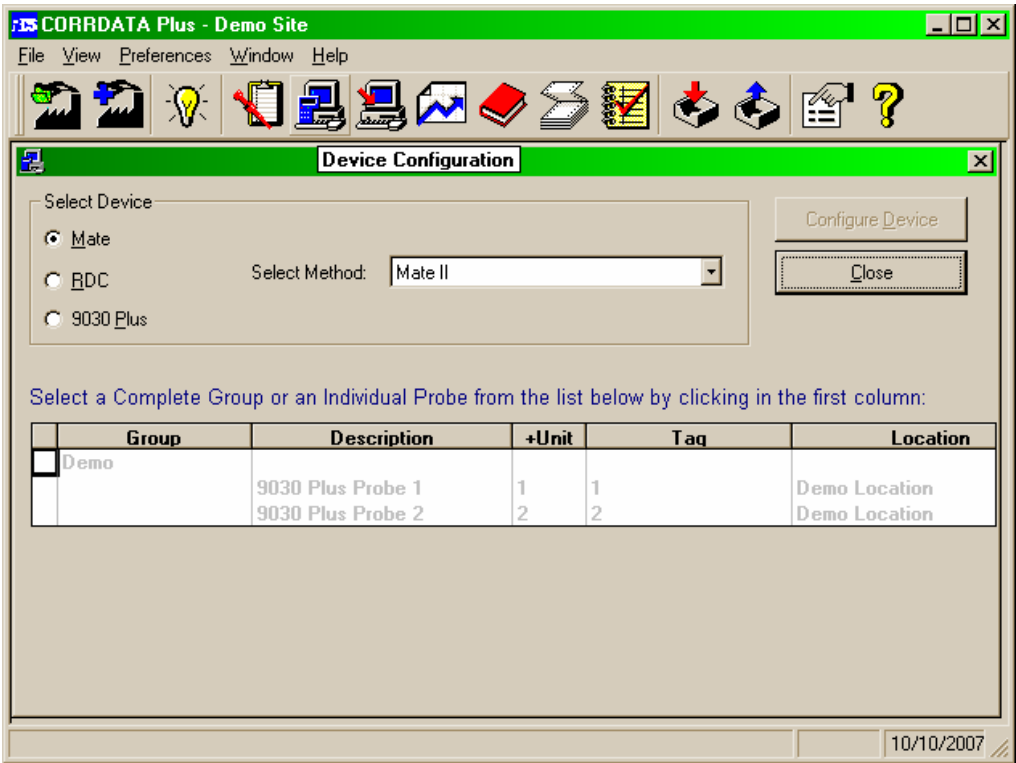 CORRDATA Plus - Demo Site
File View Preferences Window Help
Device Configuration
Select Device
Mate
RDC
9030 Plus
Select Method: Mate II
Configure Device
Close
Select a Complete Group or an Individual Probe from the list below by clicking in the first column:
Group Description +Unit Tag Location
Demo
9030 Plus Probe 1 1 1 Demo Location
9030 Plus Probe 2 2 2 Demo Location
10/10/2007